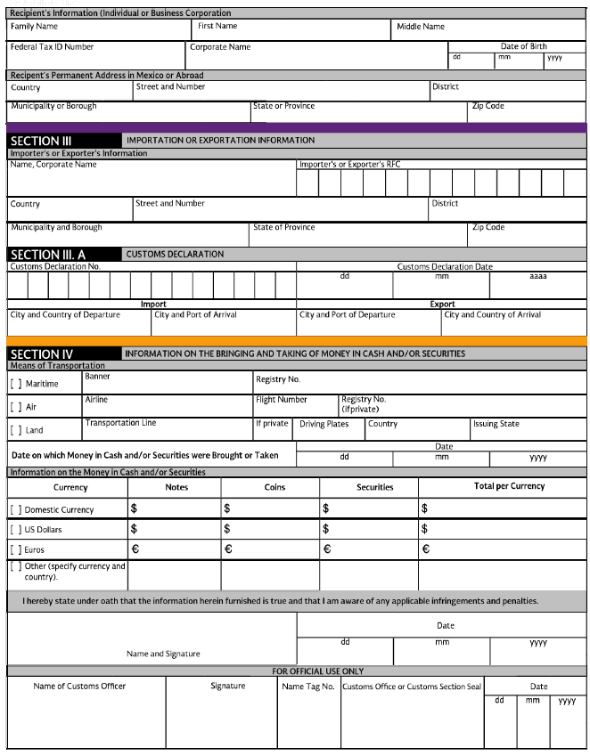 Recipient's Information (Individual or Business Corporation
Family Name First Name Middle Name
Federal Tax ID Number Corporate Name Date of Birth
dd mm yyyy
Recipent's Permanent Address in Mexico or Abroad
Country Street and Number District
Municipality or Borough State or Province Zip Code
SECTION III IMPORTATION OR EXPORTATION INFORMATION
Importer's or Exporter's Information
Name, Corporate Name Importer's or Exporter's RFC
Country Street and Number District
Municipality and Borough State of Province Zip Code
SECTION III. A CUSTOMS DECLARATION
Customs Declaration No. Customs Declaration Date
dd mm aaaa
Import Export
City and Country of Departure City and Port of Arrival City and Port of Departure City and Country of Arrival
SECTION IV INFORMATION ON THE BRINGING AND TAKING OF MONEY IN CASH AND/OR SECURITIES
Means of Transportation
[ ] Maritime Banner Registry No.
[ ] Air Airline Flight Number Registry No.
(if private)
[ ] Land Transportation Line If private Driving Plates Country Issuing State
Date on which Money in Cash and/or Securities were Brought or Taken Date
dd mm yyyy
Information on the Money in Cash and/or Securities
Currency Notes Coins Securities Total per Currency
[ ] Domestic Currency $ $ $ $
[ ] US Dollars $ $ $ $
[ ] Euros € € € €
[ ] Other (specify currency and
country).
I hereby state under oath that the information herein furnished is true and that I am aware of any applicable infringements and penalties.
Date
dd mm yyyy
Name and Signature
FOR OFFICIAL USE ONLY
Name of Customs Officer Signature Name Tag No. Customs Office or Customs Section Seal Date
dd mm yyyy